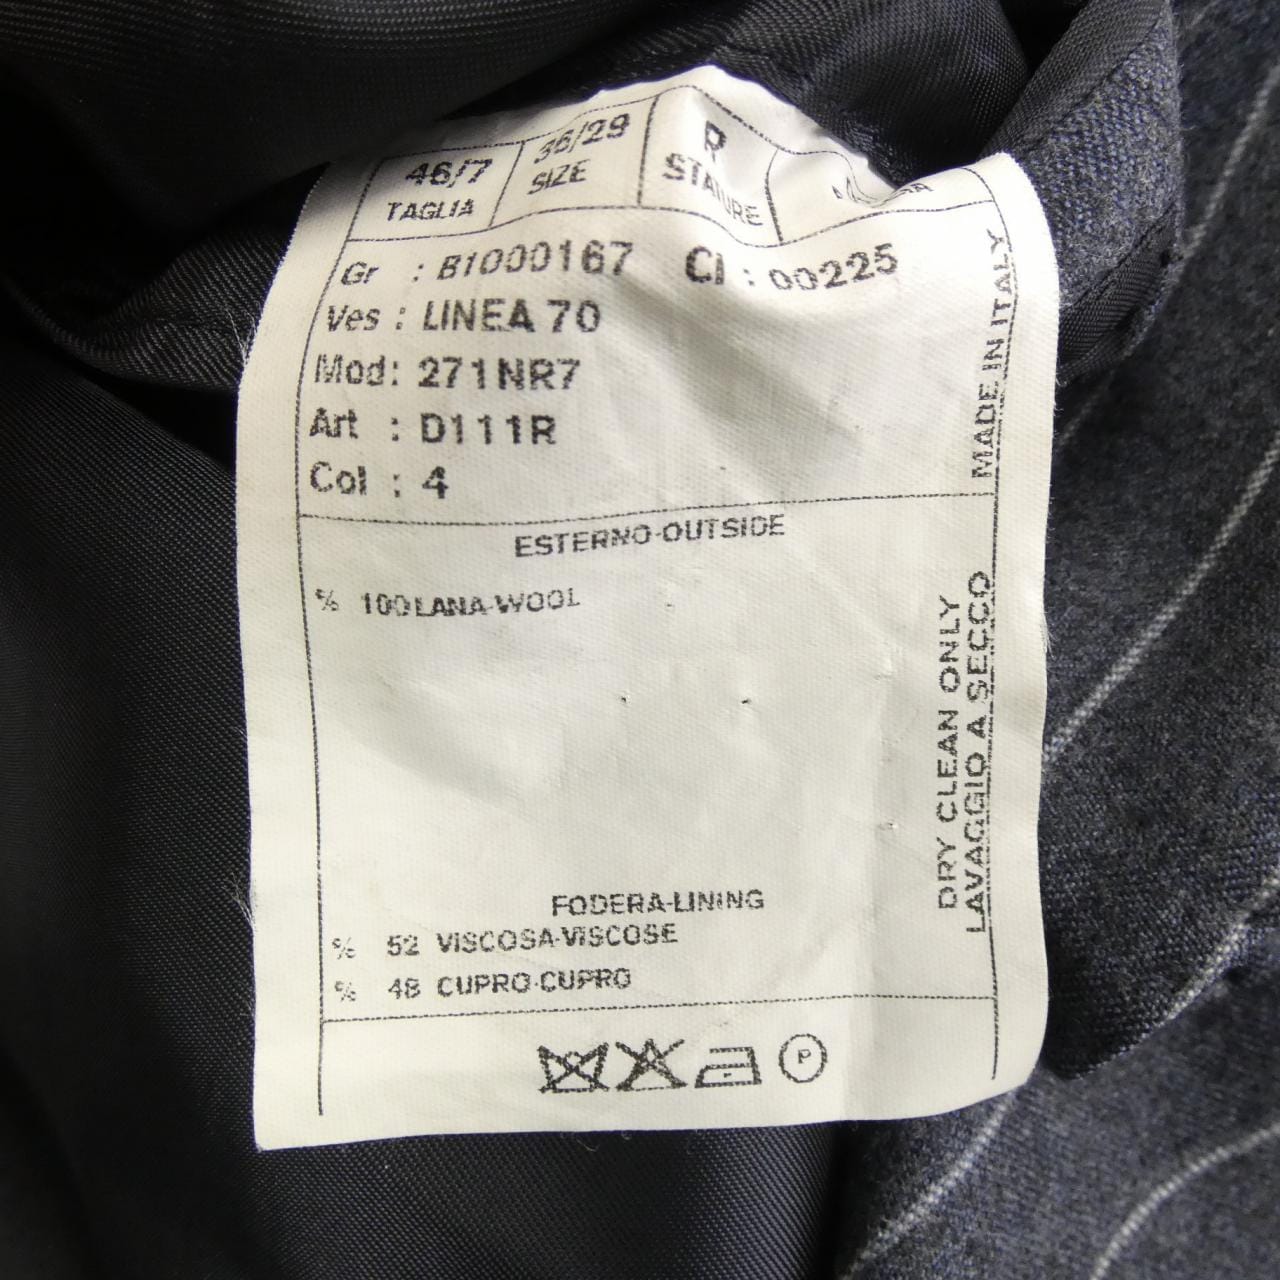 46/7 36/29 R
TAGLIA SIZE STATURE
Gr : B1000167 Cl : 00225
Ves : LINEA 70
Mod: 271NR7
Art : D111R
Col : 4
MADE IN ITALY
ESTERNO-OUTSIDE
% 100 LANA-WOOL
DRY CLEAN ONLY
LAVAGGIO A SECCO
FODERA-LINING
% 52 VISCOSA-VISCOSE
% 48 CUPRO-CUPRO
P